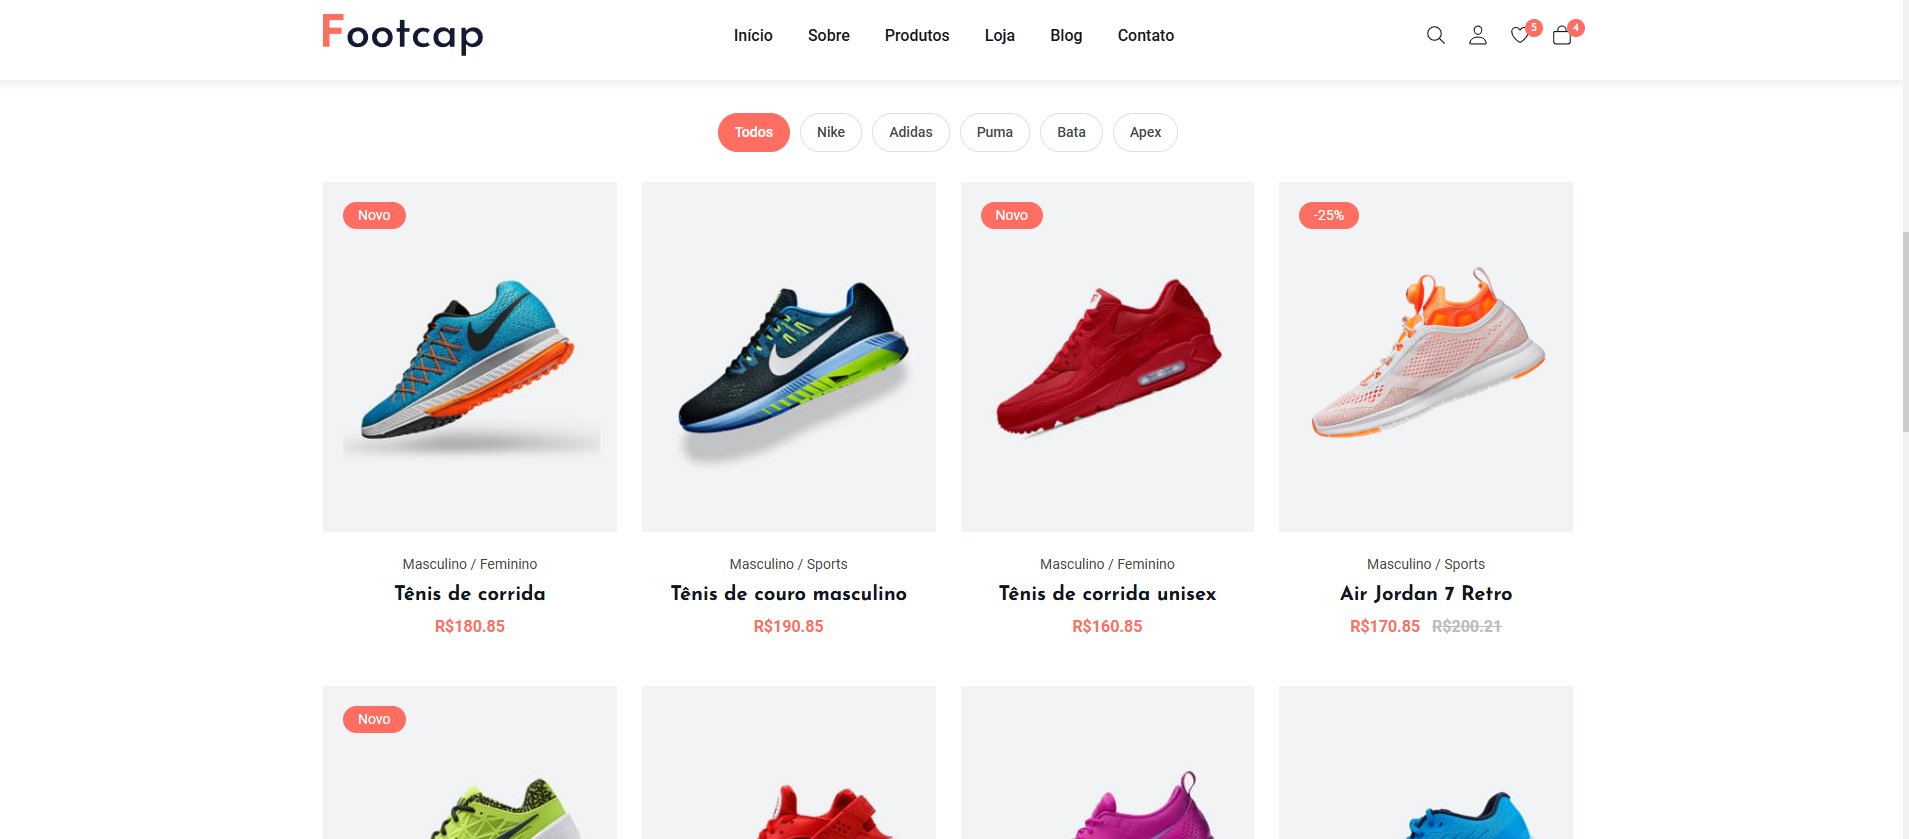 Footcap
Início Sobre Produtos Loja Blog Contato
5 4
Todos Nike Adidas Puma Bata Apex
Novo Novo -25%
Masculino / Feminino Masculino / Sports Masculino / Feminino Masculino / Sports
Tênis de corrida Tênis de couro masculino Tênis de corrida unisex Air Jordan 7 Retro
R$180.85 R$190.85 R$160.85 R$170.85 R$200.21
Novo